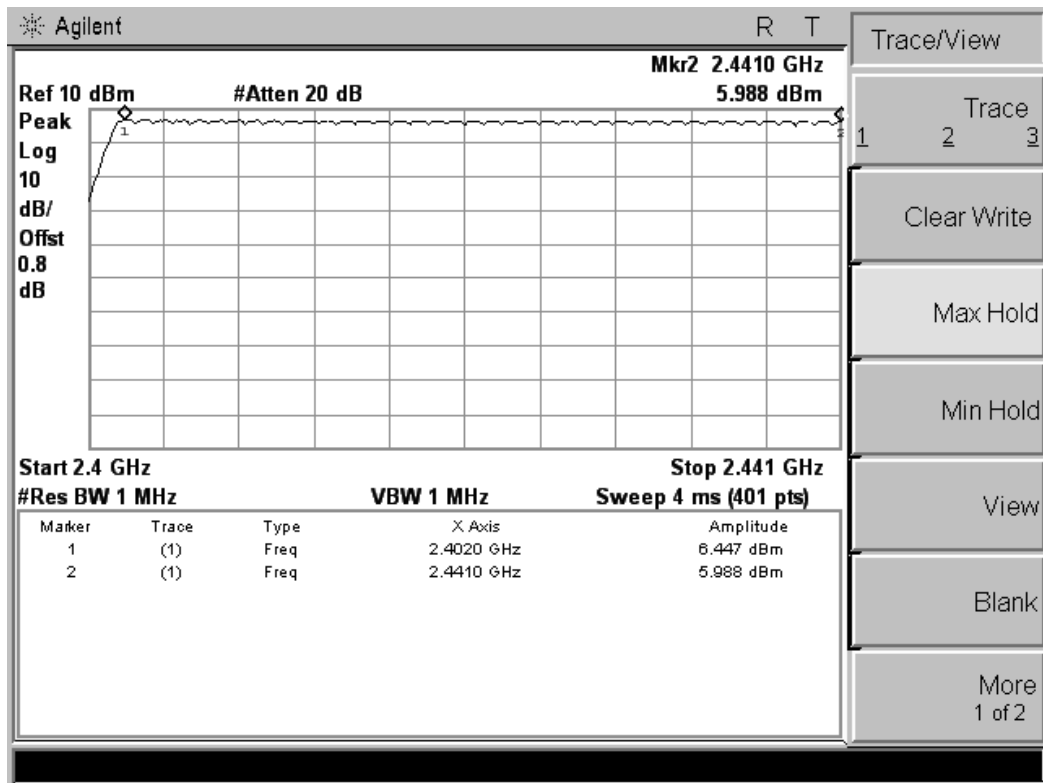 Agilent R T
Mkr2 2.4410 GHz
Ref 10 dBm #Atten 20 dB 5.988 dBm
Peak
Log
10
dB/
Offst
0.8
dB
1
2
Start 2.4 GHz Stop 2.441 GHz
#Res BW 1 MHz VBW 1 MHz Sweep 4 ms (401 pts)
Marker Trace Type X Axis Amplitude
1 (1) Freq 2.4020 GHz 6.447 dBm
2 (1) Freq 2.4410 GHz 5.988 dBm
Trace/View
Trace
1 2 3
Clear Write
Max Hold
Min Hold
View
Blank
More
1 of 2